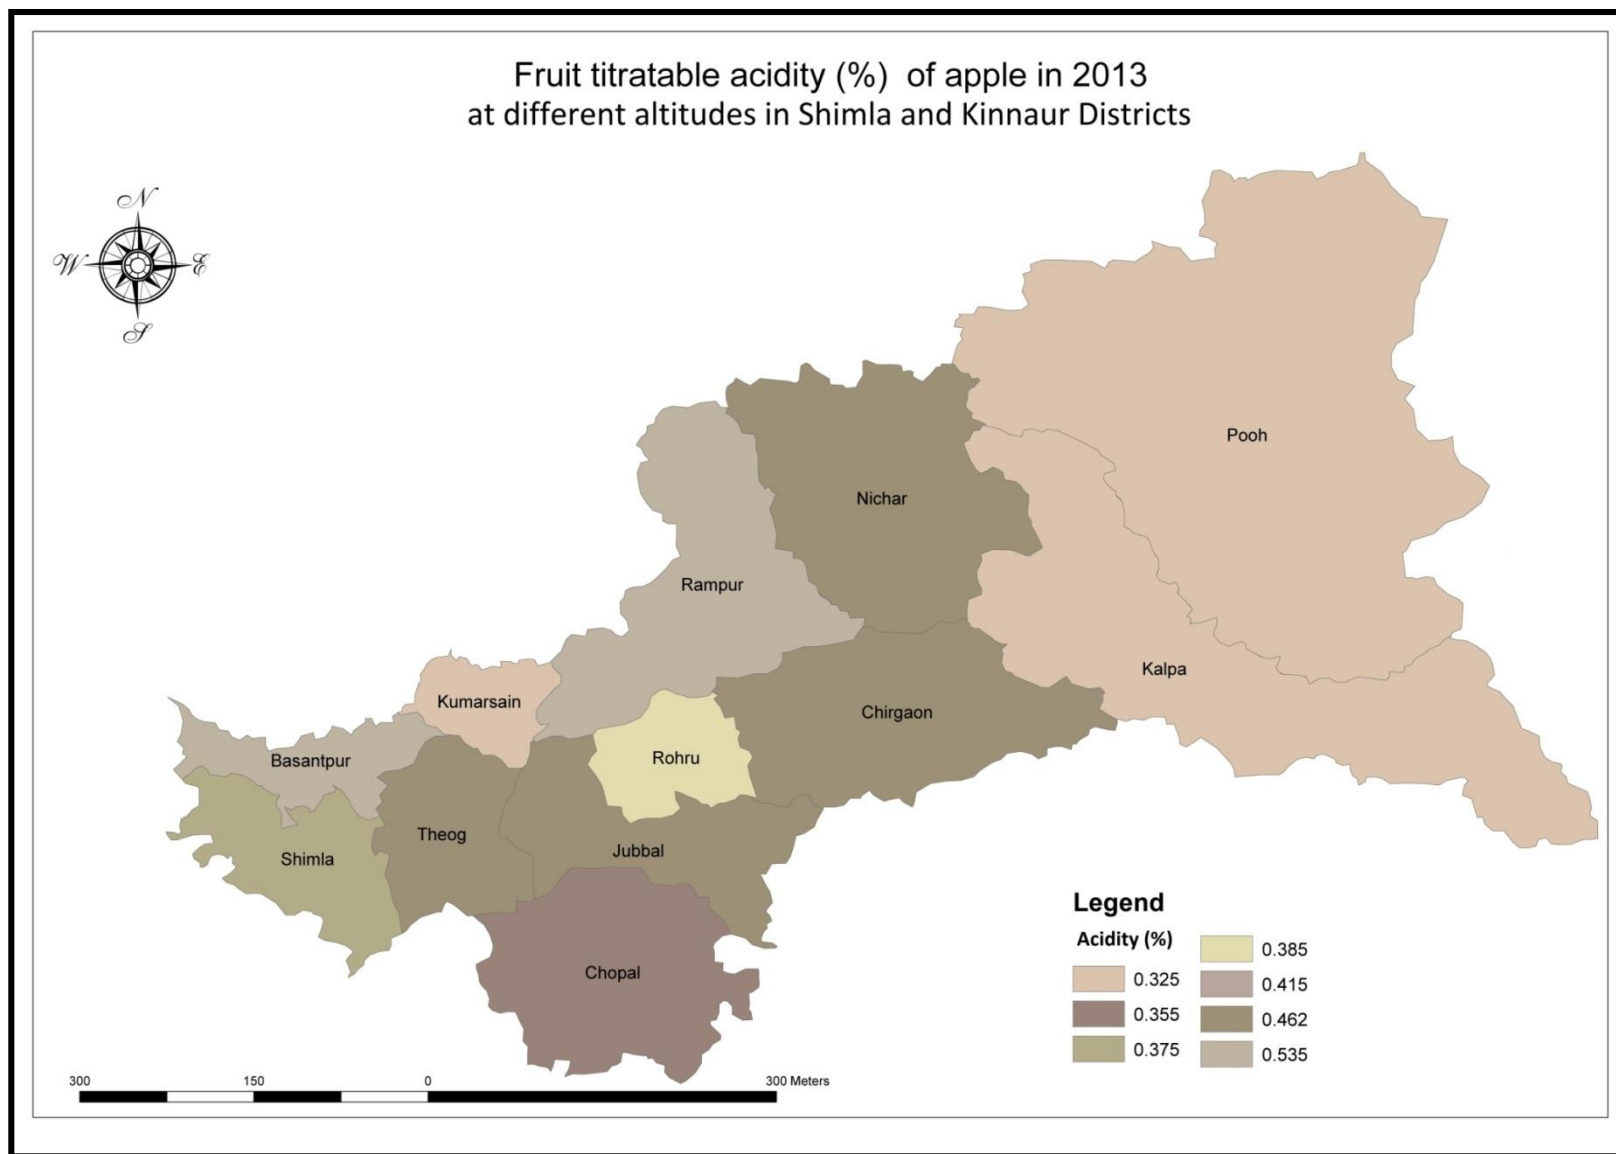 Fruit titratable acidity (%) of apple in 2013
at different altitudes in Shimla and Kinnaur Districts
N
W
E
S
Pooh
Nichar
Rampur
Kalpa
Kumarsain
Chirgaon
Basantpur
Rohru
Theog
Jubbal
Shimla
Chopal
Legend
Acidity (%)
0.325
0.355
0.375
0.385
0.415
0.462
0.535
300 150 0 300 Meters